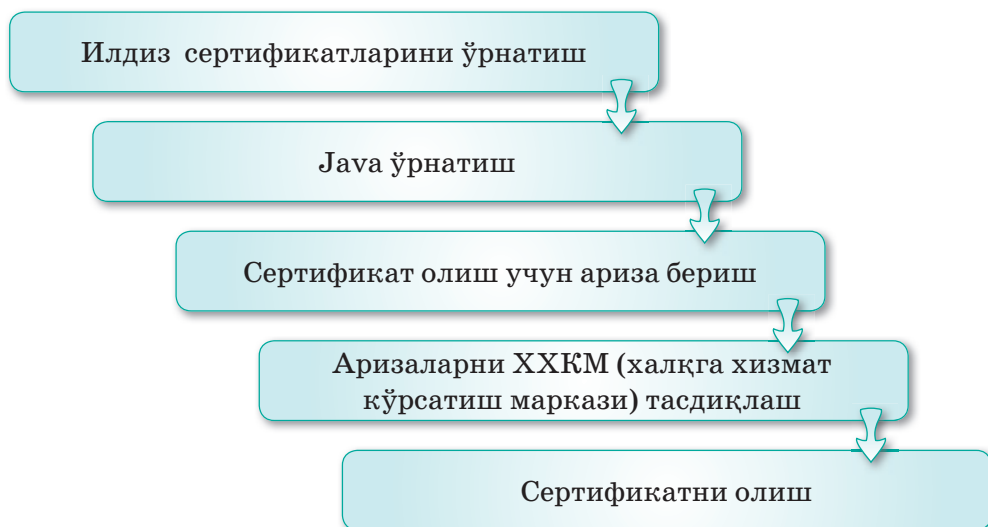 Илдиз сертификатларини ўрнатиш
Java ўрнатиш
Сертификат олиш учун ариза бериш
Аризаларни ХХКМ (халқга хизмат
кўрсатиш маркази) тасдиқлаш
Сертификатни олиш